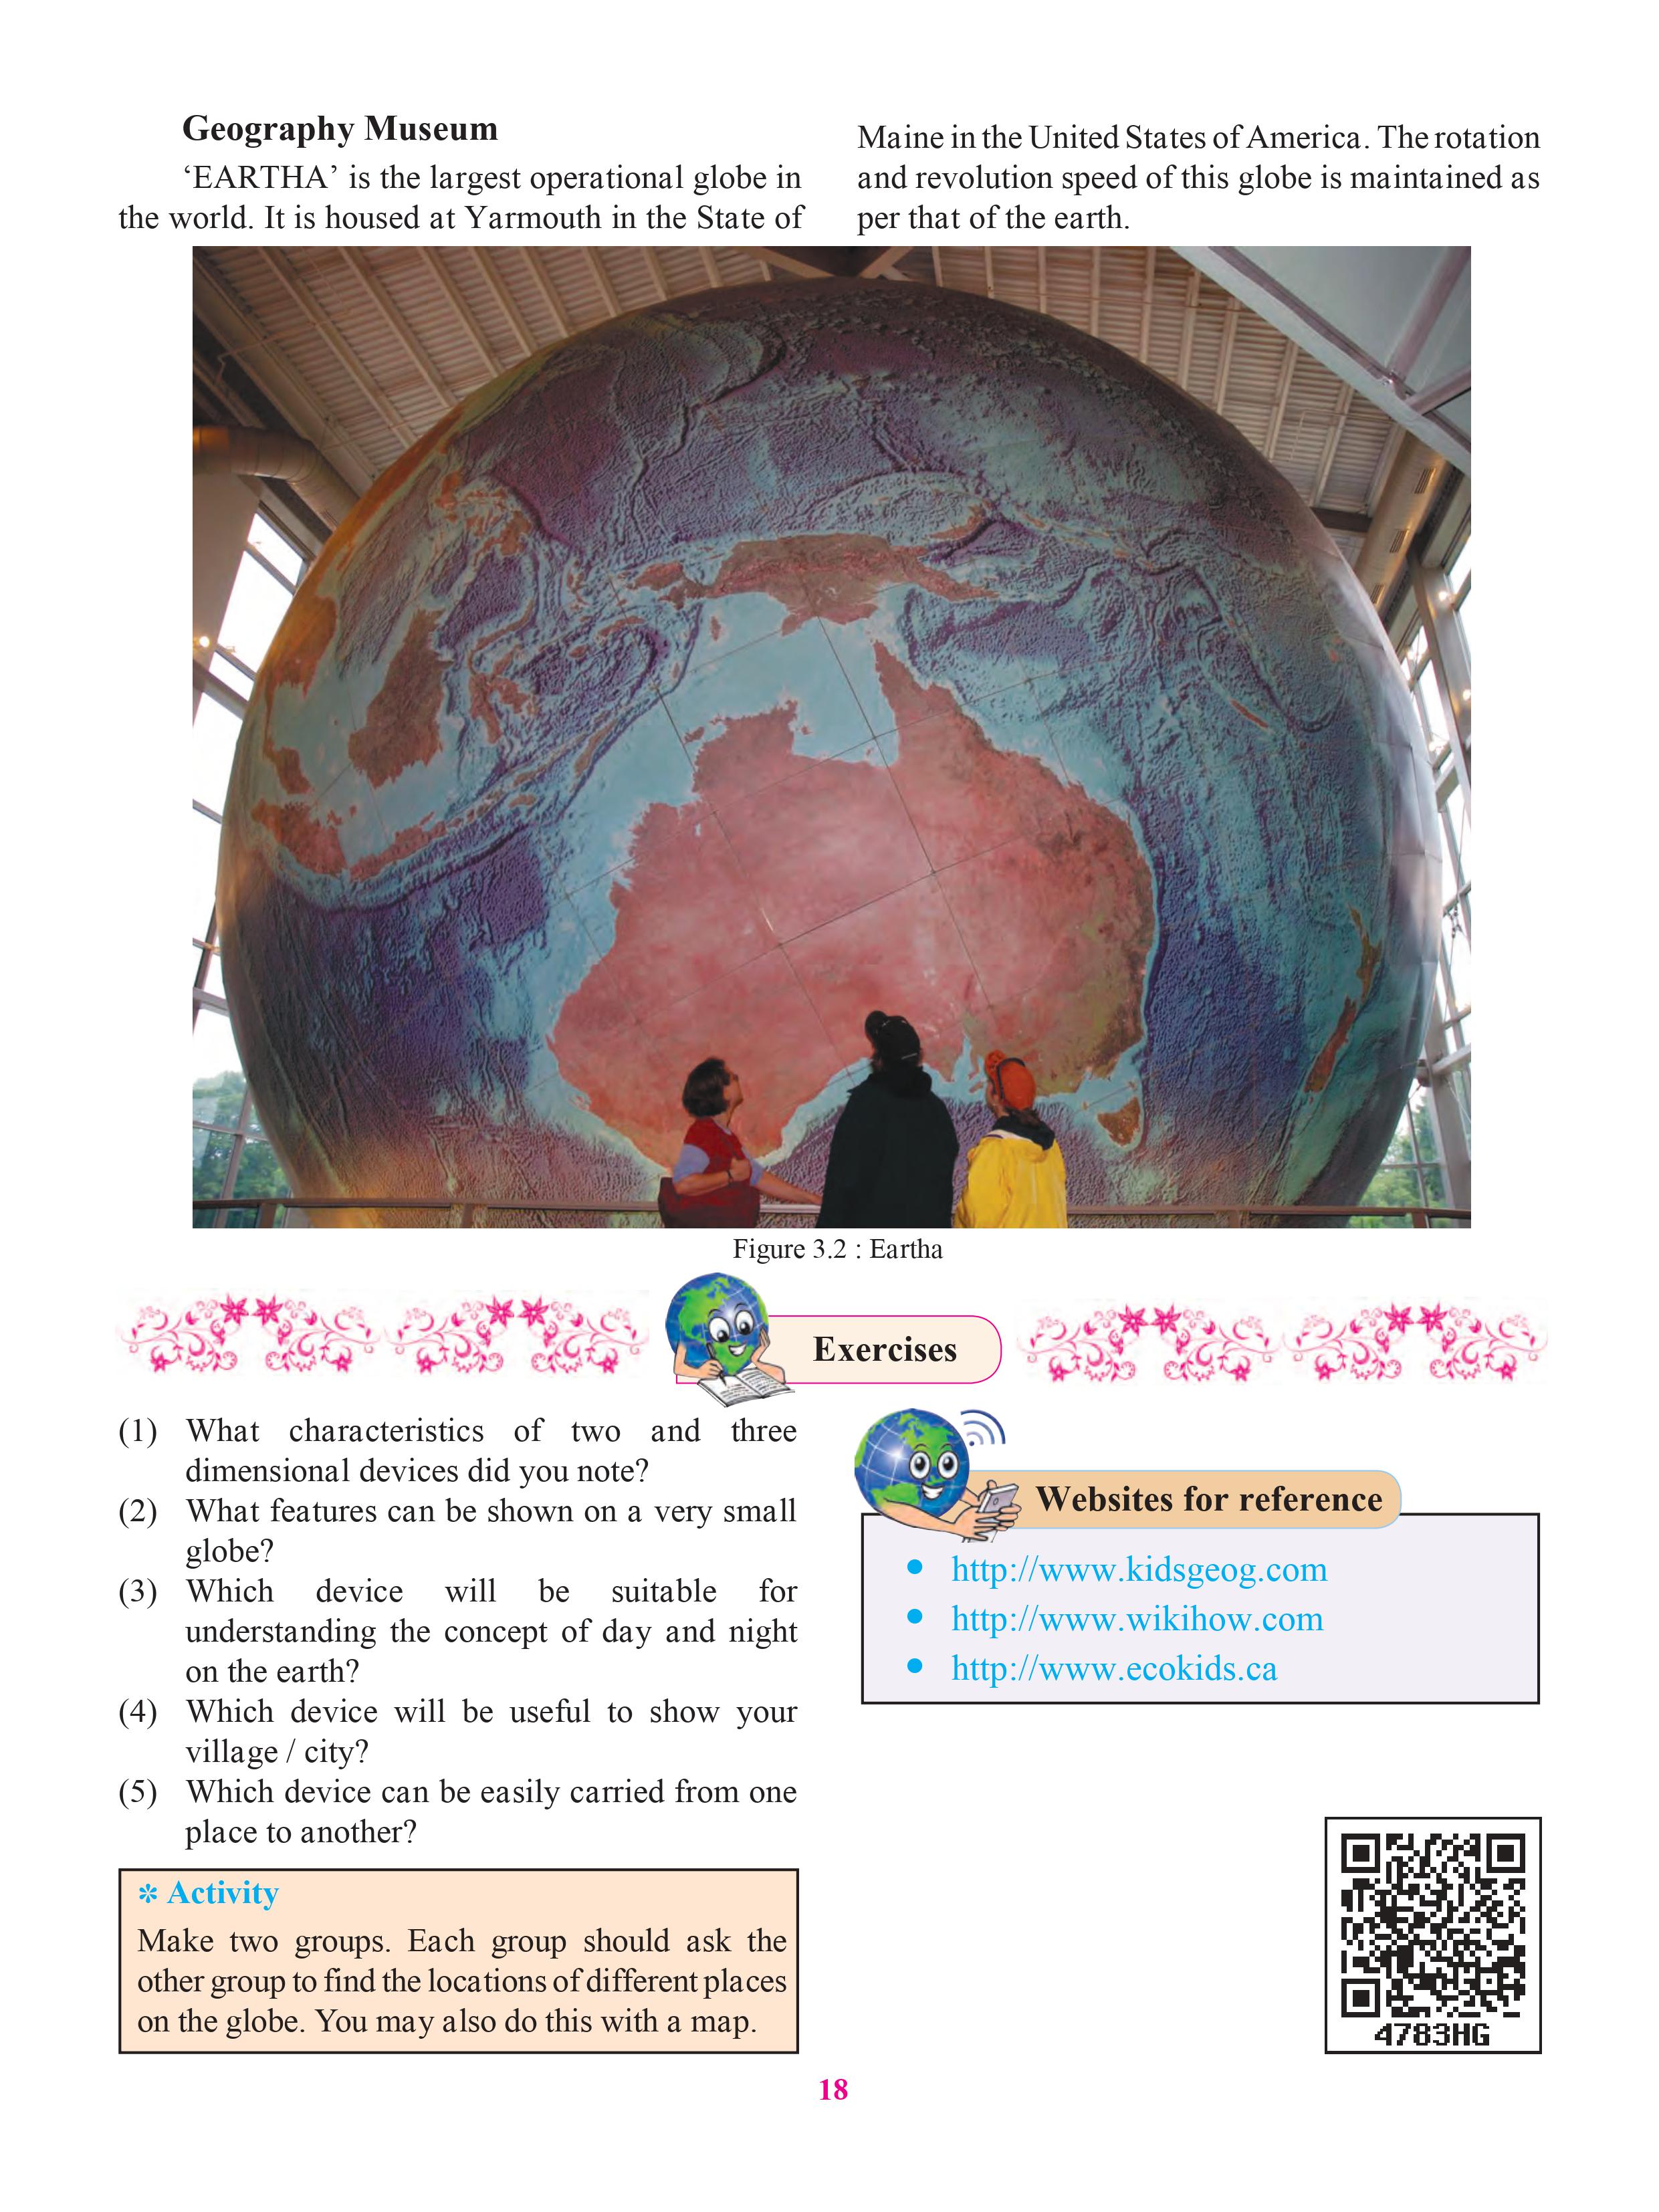 Geography Museum
‘EARTHA’ is the largest operational globe in
the world. It is housed at Yarmouth in the State of
Maine in the United States of America. The rotation
and revolution speed of this globe is maintained as
per that of the earth.
Figure 3.2 : Eartha
Exercises
(1) What characteristics of two and three
dimensional devices did you note?
(2) What features can be shown on a very small
globe?
(3) Which device will be suitable for
understanding the concept of day and night
on the earth?
(4) Which device will be useful to show your
village / city?
(5) Which device can be easily carried from one
place to another?
✻ Activity
Make two groups. Each group should ask the
other group to find the locations of different places
on the globe. You may also do this with a map.
Websites for reference
• http://www.kidsgeog.com
• http://www.wikihow.com
• http://www.ecokids.ca
4783HG
18